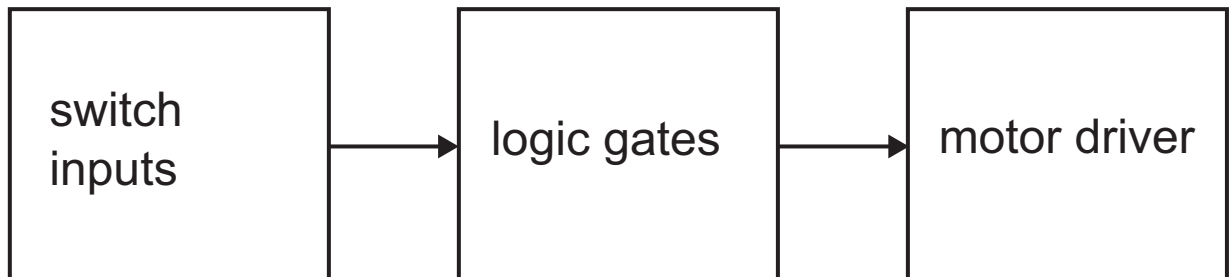 switch
inputs
logic gates
motor driver